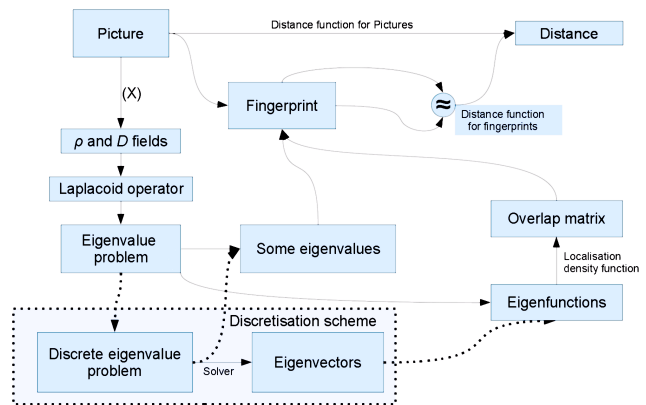 Picture
Distance function for Pictures
Distance
(X)
Fingerprint
≈
Distance function
for fingerprints
ρ and D fields
Laplacoid operator
Eigenvalue
problem
Some eigenvalues
Overlap matrix
Localisation
density function
Eigenfunctions
Discretisation scheme
Discrete eigenvalue
problem
Solver
Eigenvectors